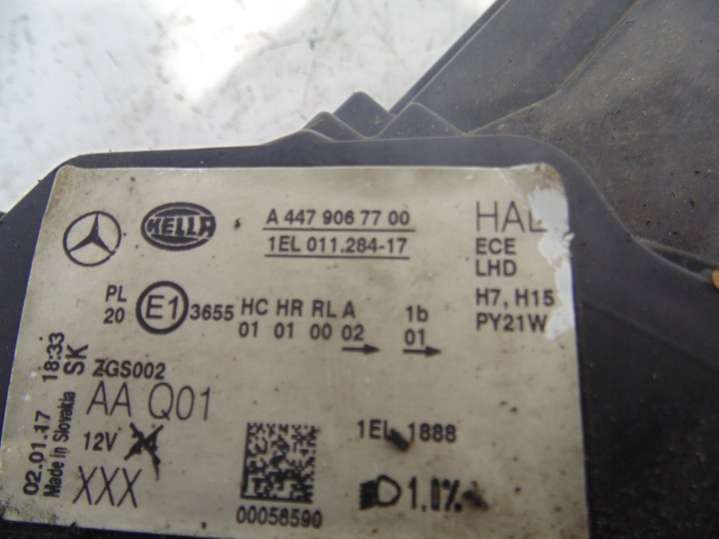 HELLA
A 447 906 77 00
1EL 011.284-17
HAL
ECE
LHD
H7, H15
PY21W
PL
20
E1
3655
HC HR RL A
01 01 00 02
1b
01
ZGS002
AA Q01
12V
XXX
02.01.17 18:33
Made in Slovakia
SK
00056590
1EL 1888
1.0%